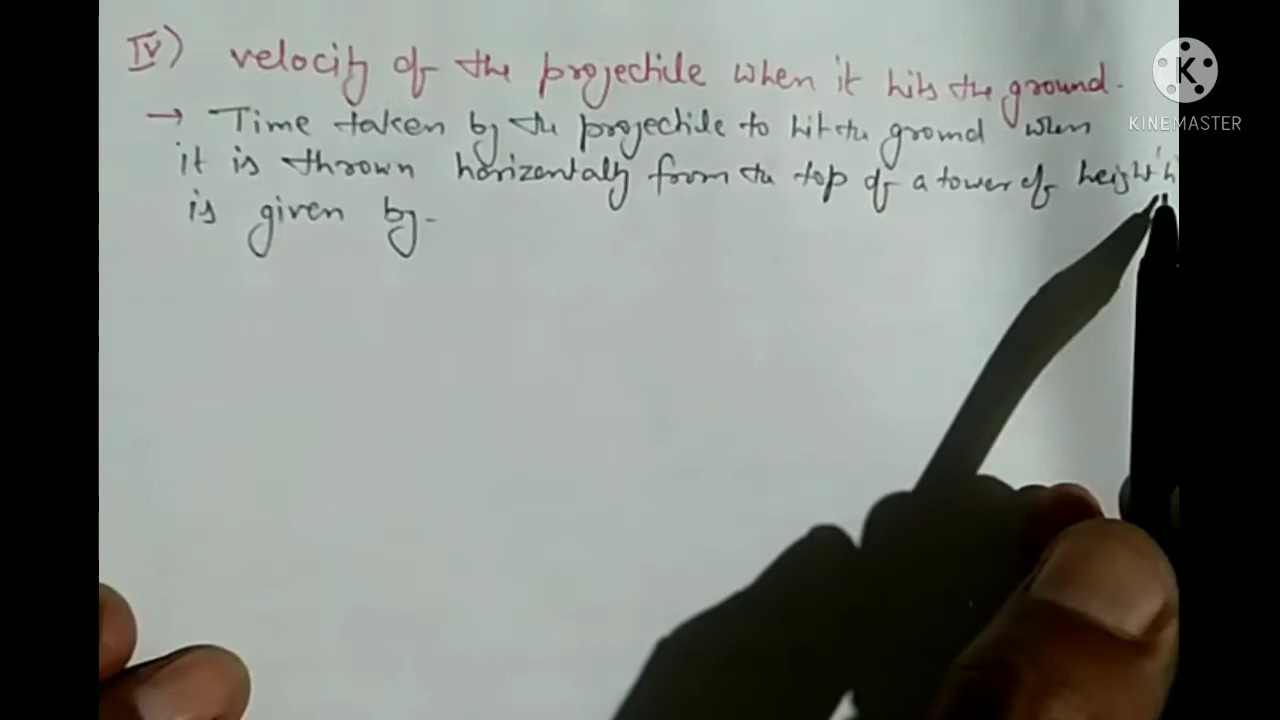 IV) velocity of the projectile when it hits the ground.
→ Time taken by the projectile to hit the ground when
it is thrown horizentally from the top of a tower of height 'h'
is given by-
K
KINEMASTER